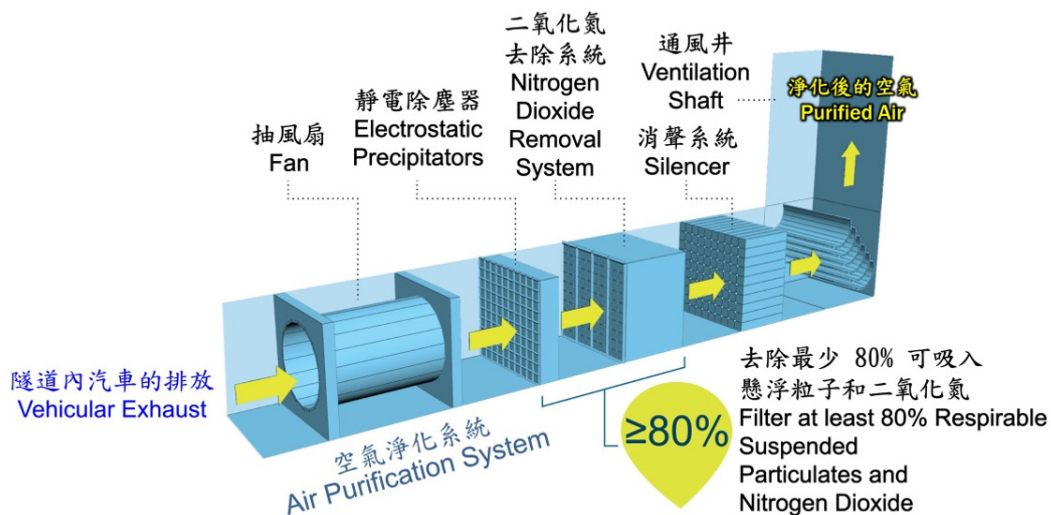 抽風扇
Fan
靜電除塵器
Electrostatic
Precipitators
二氧化氮
去除系統
Nitrogen
Dioxide
Removal
System
通風井
Ventilation
Shaft
消聲系統
Silencer
淨化後的空氣
Purified Air
隧道內汽車的排放
Vehicular Exhaust
空氣淨化系統
Air Purification System
≥80%
去除最少 80% 可吸入
懸浮粒子和二氧化氮
Filter at least 80% Respirable
Suspended
Particulates and
Nitrogen Dioxide